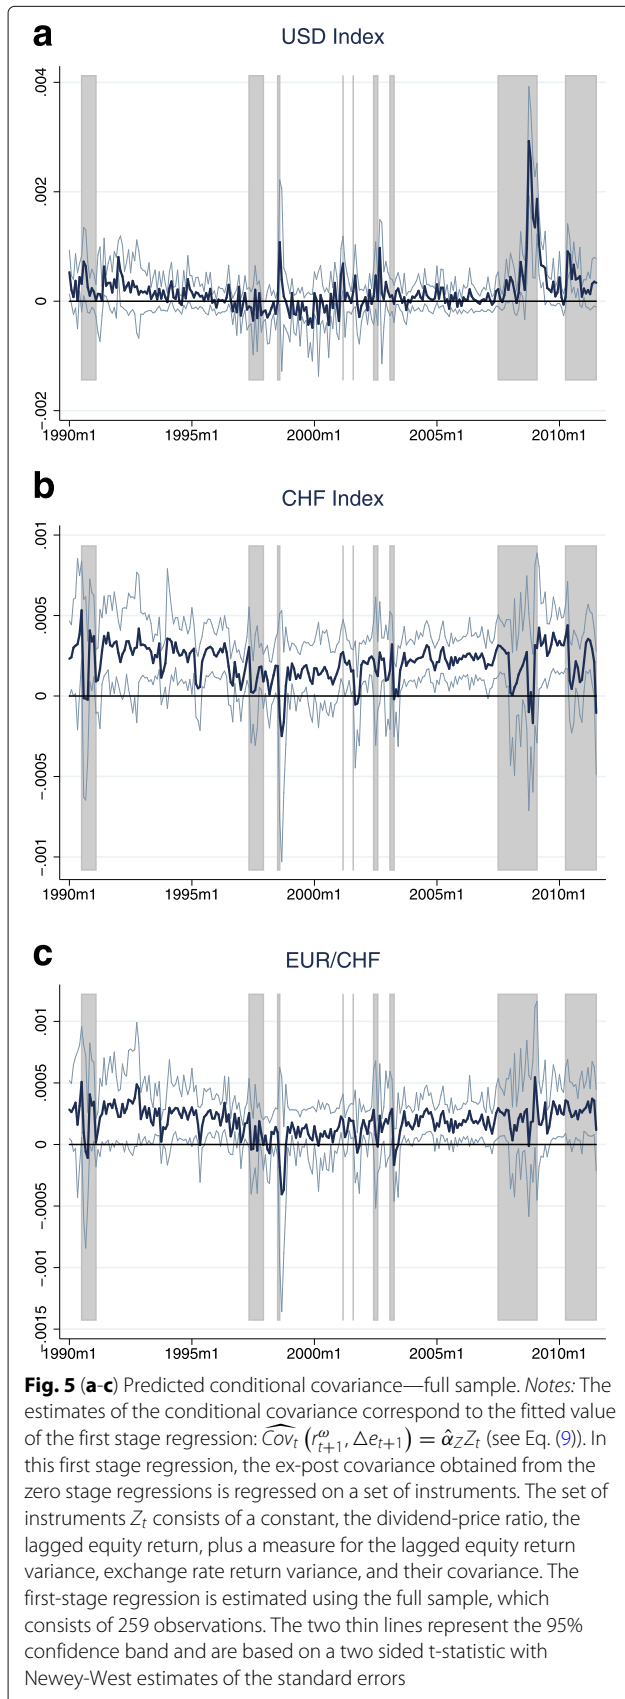 a
USD Index
.004
.002
0
-.002
1990m1 1995m1 2000m1 2005m1 2010m1
b
CHF Index
.001
.0005
0
-.0005
-.001
1990m1 1995m1 2000m1 2005m1 2010m1
c
EUR/CHF
.001
.0005
0
-.0005
-.001
-.0015
1990m1 1995m1 2000m1 2005m1 2010m1
Fig. 5 (a-c) Predicted conditional covariance—full sample. Notes: The
estimates of the conditional covariance correspond to the fitted value
of the first stage regression: \widehat{Cov}_t (r^ω_{t+1}, △e_{t+1}) = α̂_Z Z_t (see Eq. (9)). In
this first stage regression, the ex-post covariance obtained from the
zero stage regressions is regressed on a set of instruments. The set of
instruments Z_t consists of a constant, the dividend-price ratio, the
lagged equity return, plus a measure for the lagged equity return
variance, exchange rate return variance, and their covariance. The
first-stage regression is estimated using the full sample, which
consists of 259 observations. The two thin lines represent the 95%
confidence band and are based on a two sided t-statistic with
Newey-West estimates of the standard errors